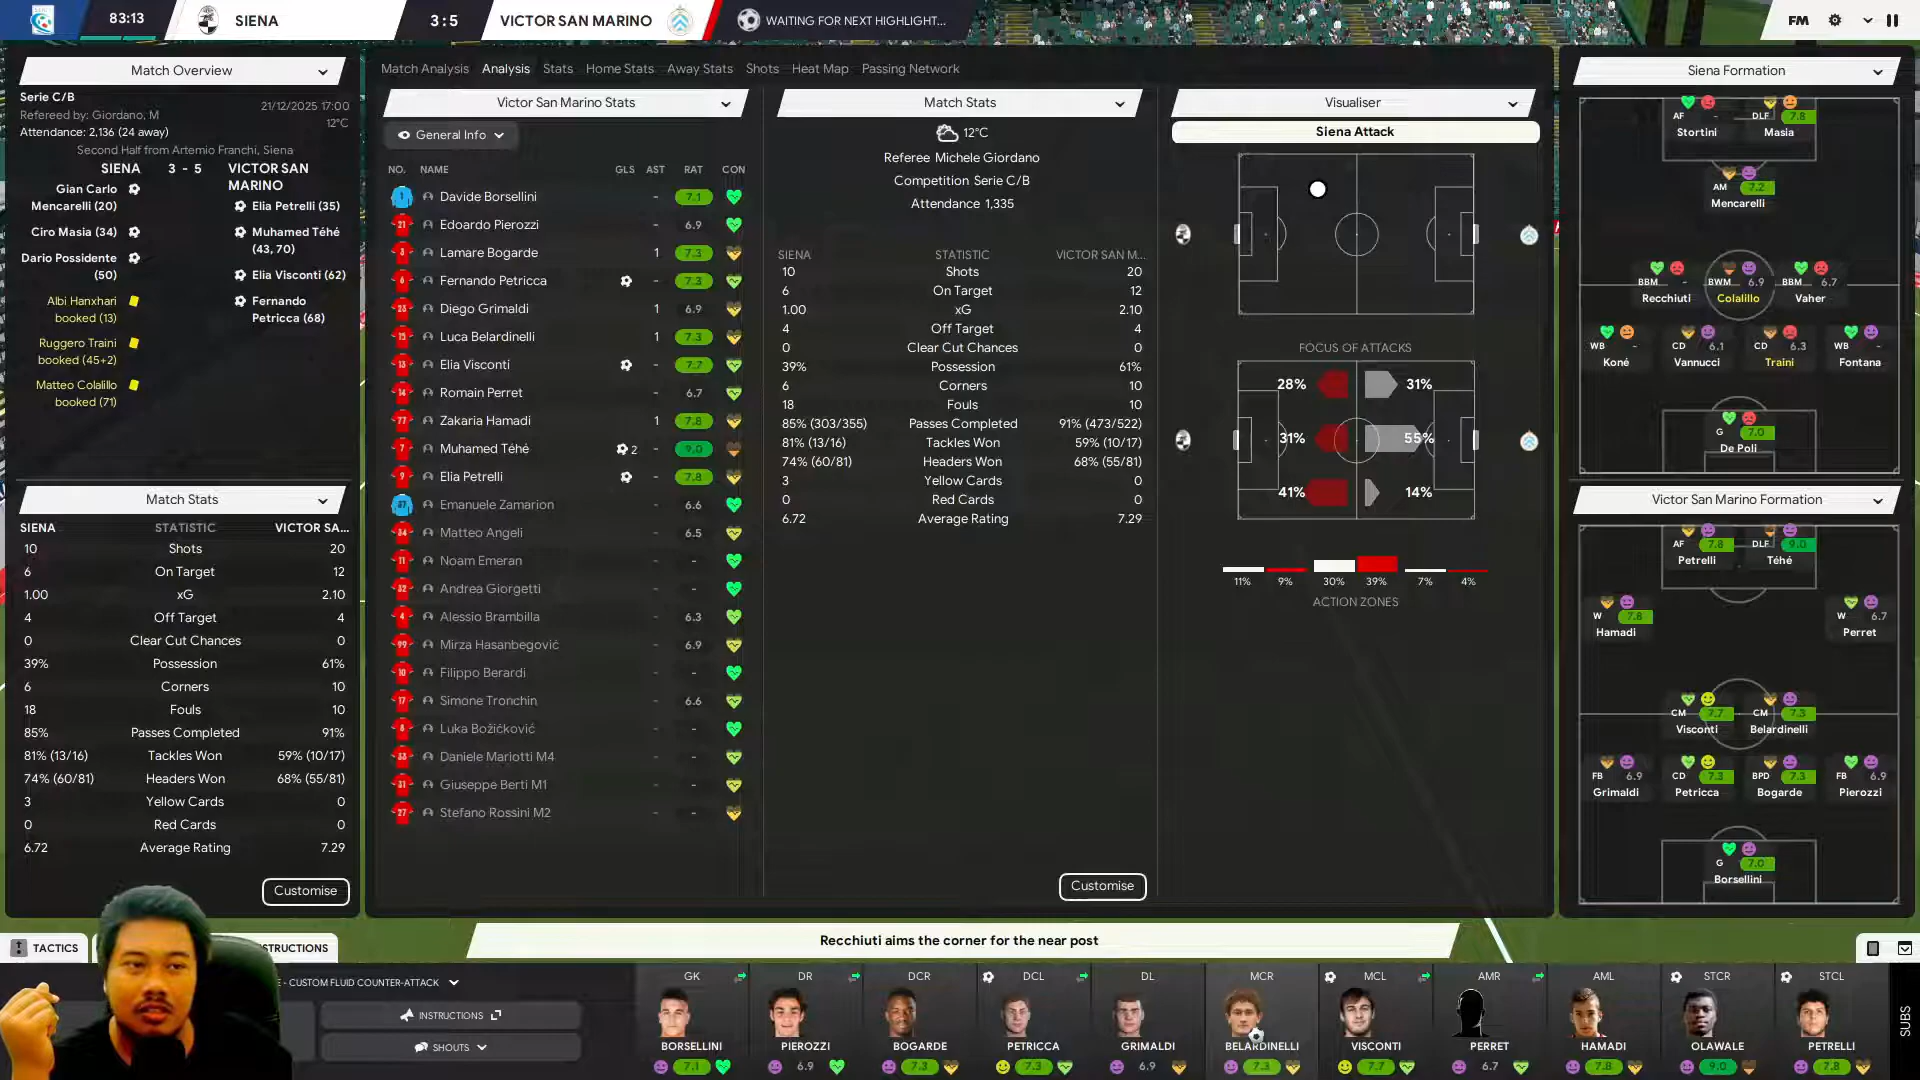 83:13
SIENA
3 : 5
VICTOR SAN MARINO
WAITING FOR NEXT HIGHLIGHT...
FM
Match Overview
Serie C/B
21/12/2025 17:00
Refereed by: Giordano, M
12°C
Attendance: 2,136 (24 away)
Second Half from Artemio Franchi, Siena
SIENA 3 - 5 VICTOR SAN MARINO
Gian Carlo Mencarelli (20)
Ciro Masia (34)
Dario Possidente (50)
Albi Hanxhari booked (13)
Ruggero Traini booked (45+2)
Matteo Colalillo booked (71)
Elia Petrelli (35)
Muhamed Téhé (43, 70)
Elia Visconti (62)
Fernando Petricca (68)
Match Stats
SIENA STATISTIC VICTOR SA...
10 Shots 20
6 On Target 12
1.00 xG 2.10
4 Off Target 4
0 Clear Cut Chances 0
39% Possession 61%
6 Corners 10
18 Fouls 10
85% Passes Completed 91%
81% (13/16) Tackles Won 59% (10/17)
74% (60/81) Headers Won 68% (55/81)
3 Yellow Cards 0
0 Red Cards 0
6.72 Average Rating 7.29
Customise
Match Analysis Analysis Stats Home Stats Away Stats Shots Heat Map Passing Network
Victor San Marino Stats
General Info
NO. NAME GLS AST RAT CON
1 Davide Borsellini - 7.1
21 Edoardo Pierozzi - 6.9
3 Lamare Bogarde 1 7.3
6 Fernando Petricca - 7.3
23 Diego Grimaldi 1 6.9
15 Luca Belardinelli 1 7.3
13 Elia Visconti - 7.7
14 Romain Perret - 6.7
77 Zakaria Hamadi 1 7.8
7 Muhamed Téhé 2 - 9.0
9 Elia Petrelli - 7.8
37 Emanuele Zamarion - 6.6
34 Matteo Angeli - 6.5
11 Noam Emeran - -
32 Andrea Giorgetti - -
4 Alessio Brambilla - 6.3
99 Mirza Hasanbegović - 6.9
10 Filippo Berardi - -
17 Simone Tronchin - 6.6
8 Luka Božičković - -
33 Daniele Mariotti M4 - -
31 Giuseppe Berti M1 - -
27 Stefano Rossini M2 - -
Match Stats
12°C
Referee Michele Giordano
Competition Serie C/B
Attendance 1,335
SIENA STATISTIC VICTOR SAN M...
10 Shots 20
6 On Target 12
1.00 xG 2.10
4 Off Target 4
0 Clear Cut Chances 0
39% Possession 61%
6 Corners 10
18 Fouls 10
85% (303/355) Passes Completed 91% (473/522)
81% (13/16) Tackles Won 59% (10/17)
74% (60/81) Headers Won 68% (55/81)
3 Yellow Cards 0
0 Red Cards 0
6.72 Average Rating 7.29
Customise
Visualiser
Siena Attack
FOCUS OF ATTACKS
28% 31%
31% 55%
41% 14%
11% 9% 30% 39% 7% 4%
ACTION ZONES
Siena Formation
AF - DLF 7.8
Stortini Masia
AM 7.2
Mencarelli
BBM - BWM 6.9 BBM 6.7
Recchiuti Colalillo Vaher
WB - CD 6.1 CD 6.3 WB -
Koné Vannucci Traini Fontana
G 7.0
De Poli
Victor San Marino Formation
AF 7.8 DLF 9.0
Petrelli Téhé
W 7.8 W 6.7
Hamadi Perret
CM 7.7 CM 7.3
Visconti Belardinelli
FB 6.9 CD 7.3 BPD 7.3 FB 6.9
Grimaldi Petricca Bogarde Pierozzi
G 7.0
Borsellini
Recchiuti aims the corner for the near post
TACTICS
STRUCTIONS
E - CUSTOM FLUID COUNTER-ATTACK
INSTRUCTIONS
SHOUTS
GK DR DCR DCL DL MCR MCL AMR AML STCR STCL
BORSELLINI PIEROZZI BOGARDE PETRICCA GRIMALDI BELARDINELLI VISCONTI PERRET HAMADI OLAWALE PETRELLI
7.1 6.9 7.3 7.3 6.9 7.3 7.7 6.7 7.8 9.0 7.8
SUBS